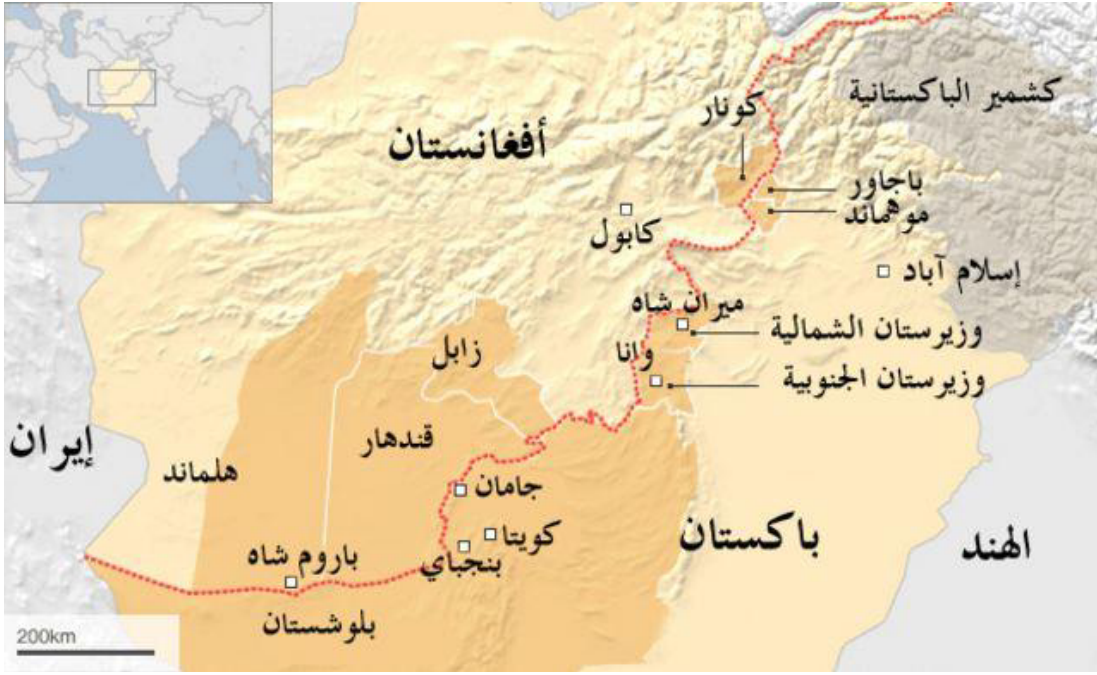 كشمير الباكستانية
كونار
أفغانستان
باجاور
موهماند
كابول
إسلام آباد
ميران شاه
وزيرستان الشمالية
وانا
زابل
وزيرستان الجنوبية
إيران
قندهار
هلماند
جامان
باكستان
الهند
كويتا
بنجباي
باروم شاه
بلوشستان
200km